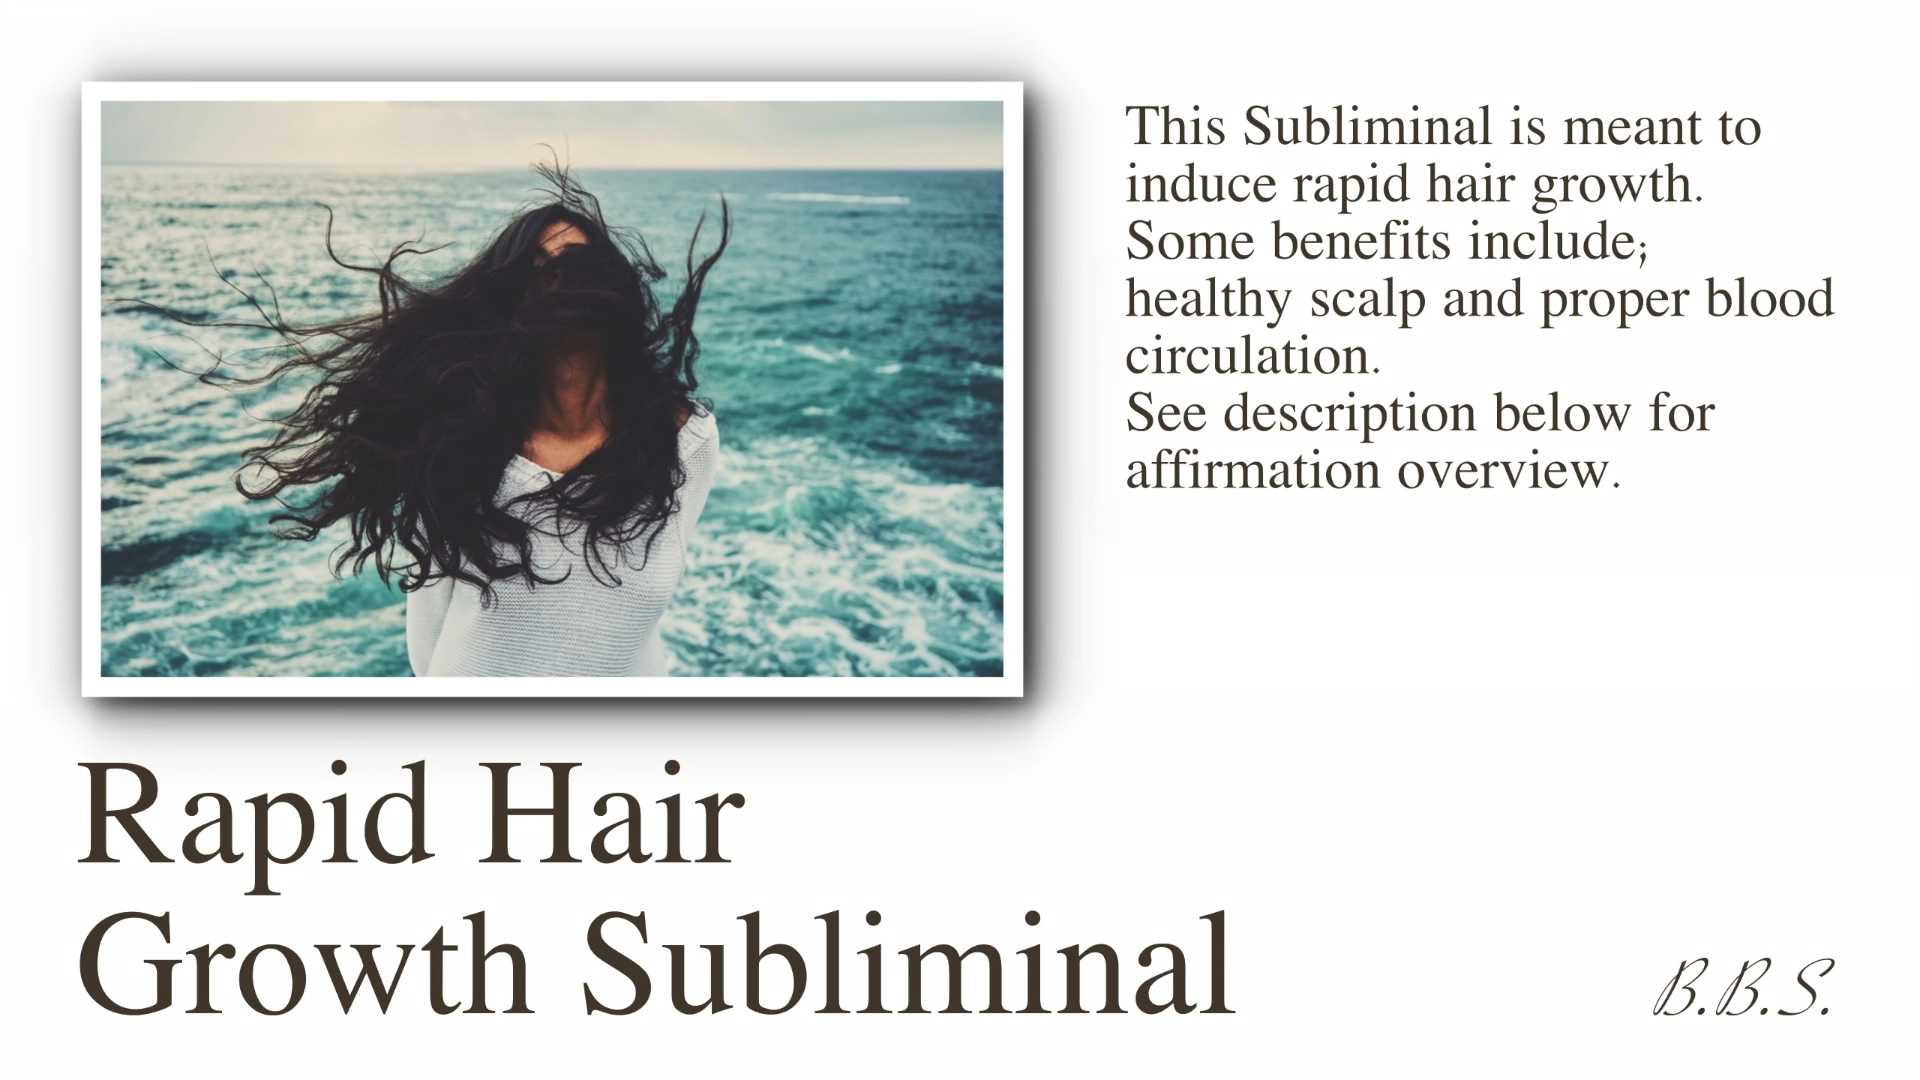 This Subliminal is meant to
induce rapid hair growth.
Some benefits include;
healthy scalp and proper blood
circulation.
See description below for
affirmation overview.
Rapid Hair
Growth Subliminal
B.B.S.